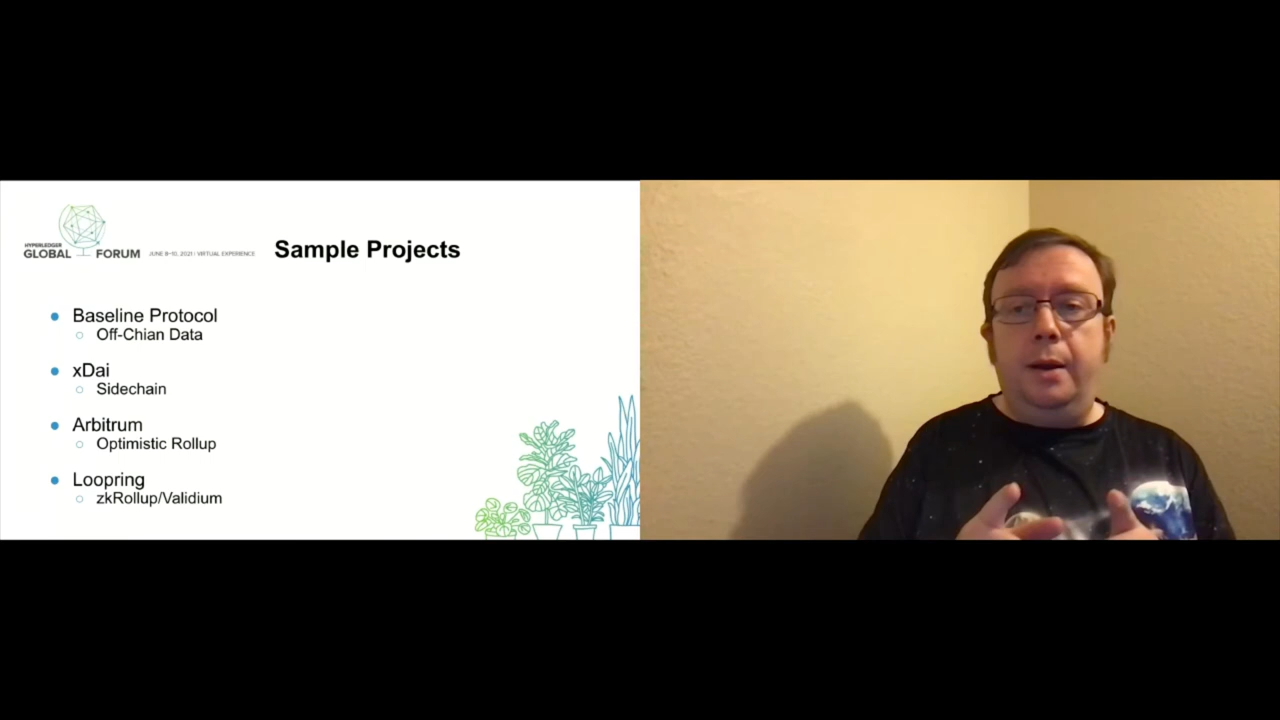 HYPERLEDGER
GLOBAL FORUM JUNE 8–10, 2021 | VIRTUAL EXPERIENCE
Sample Projects
Baseline Protocol
Off-Chian Data
xDai
Sidechain
Arbitrum
Optimistic Rollup
Loopring
zkRollup/Validium